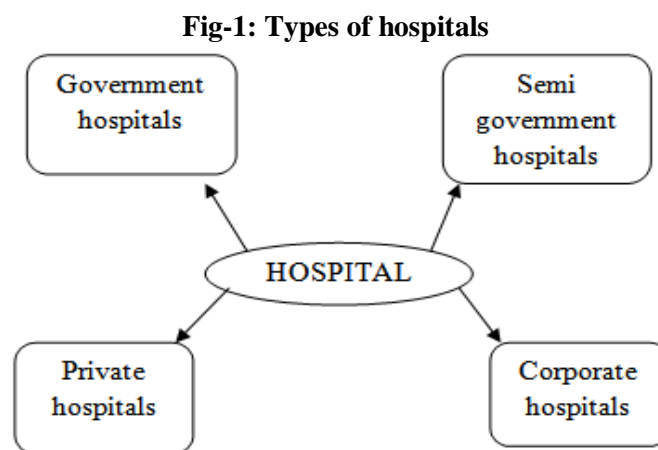 Fig-1: Types of hospitals
Government
hospitals
Semi
government
hospitals
HOSPITAL
Private
hospitals
Corporate
hospitals